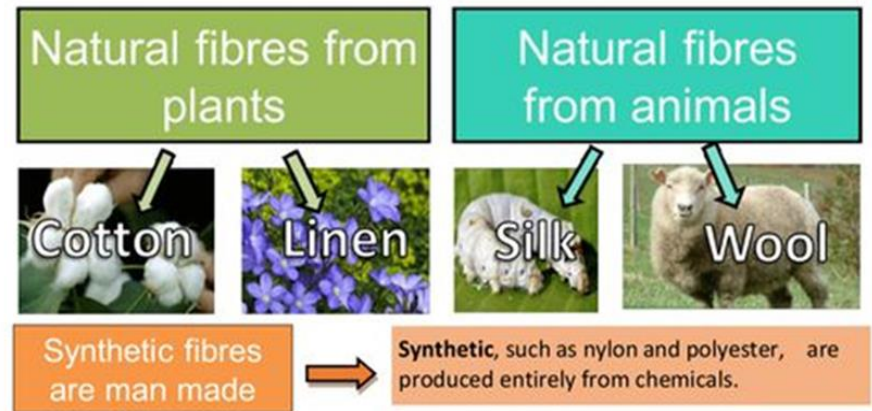 Natural fibres from
plants
Natural fibres
from animals
Cotton
Linen
Silk
Wool
Synthetic fibres
are man made
Synthetic, such as nylon and polyester, are
produced entirely from chemicals.